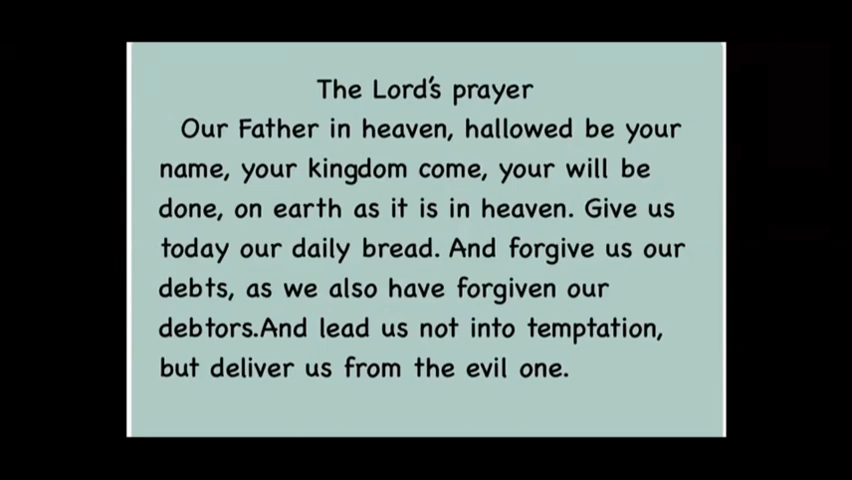 The Lord's prayer
Our Father in heaven, hallowed be your
name, your kingdom come, your will be
done, on earth as it is in heaven. Give us
today our daily bread. And forgive us our
debts, as we also have forgiven our
debtors.And lead us not into temptation,
but deliver us from the evil one.